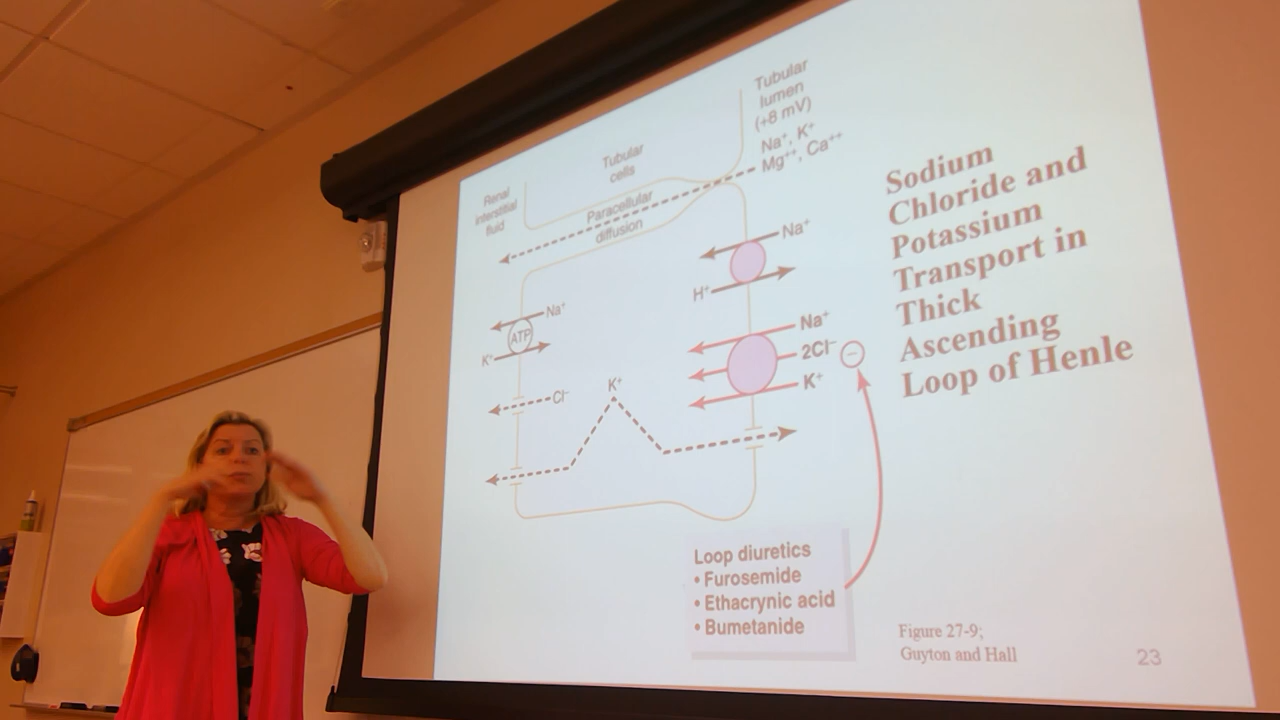 Tubular
lumen
(+8 mV)
Na⁺, K⁺
Mg⁺⁺, Ca⁺⁺
Tubular
cells
Renal
interstitial
fluid
Paracellular
diffusion
Na⁺
H⁺
Na⁺
ATP
K⁺
Na⁺
2Cl⁻
K⁺
−
Cl⁻
K⁺
Sodium
Chloride and
Potassium
Transport in
Thick
Ascending
Loop of Henle
Loop diuretics
• Furosemide
• Ethacrynic acid
• Bumetanide
Figure 27-9;
Guyton and Hall
23